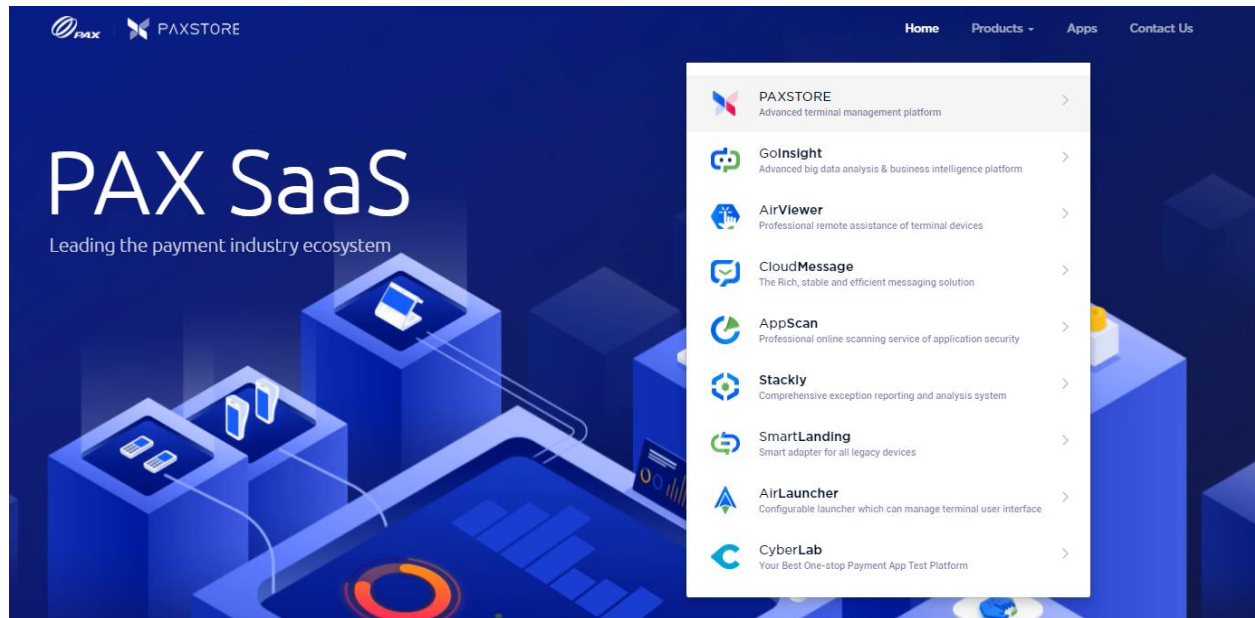 PAX
PAXSTORE
Home
Products
Apps
Contact Us
PAX SaaS
Leading the payment industry ecosystem
PAXSTORE
Advanced terminal management platform
GoInsight
Advanced big data analysis & business intelligence platform
AirViewer
Professional remote assistance of terminal devices
CloudMessage
The Rich, stable and efficient messaging solution
AppScan
Professional online scanning service of application security
Stackly
Comprehensive exception reporting and analysis system
SmartLanding
Smart adapter for all legacy devices
AirLauncher
Configurable launcher which can manage terminal user interface
CyberLab
Your Best One-stop Payment App Test Platform